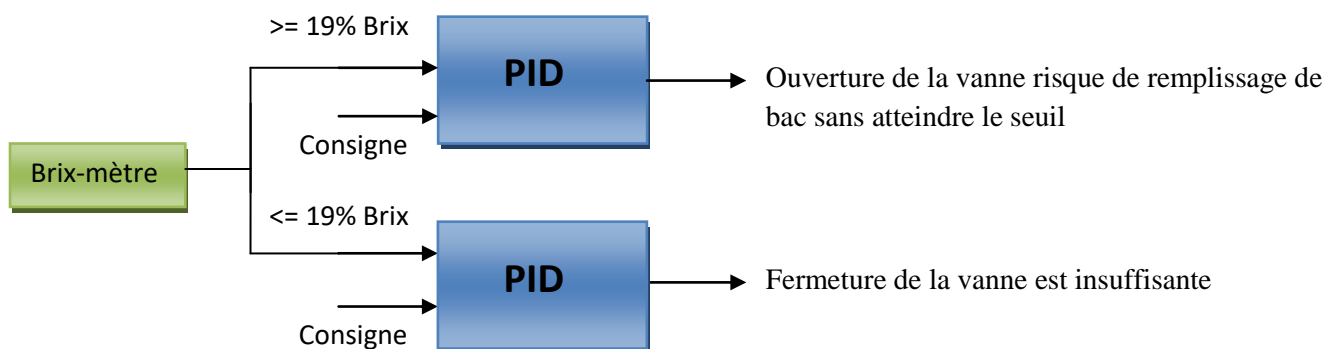 >= 19% Brix
PID
Ouverture de la vanne risque de remplissage de
bac sans atteindre le seuil
Consigne
Brix-mètre
<= 19% Brix
PID
Fermeture de la vanne est insuffisante
Consigne